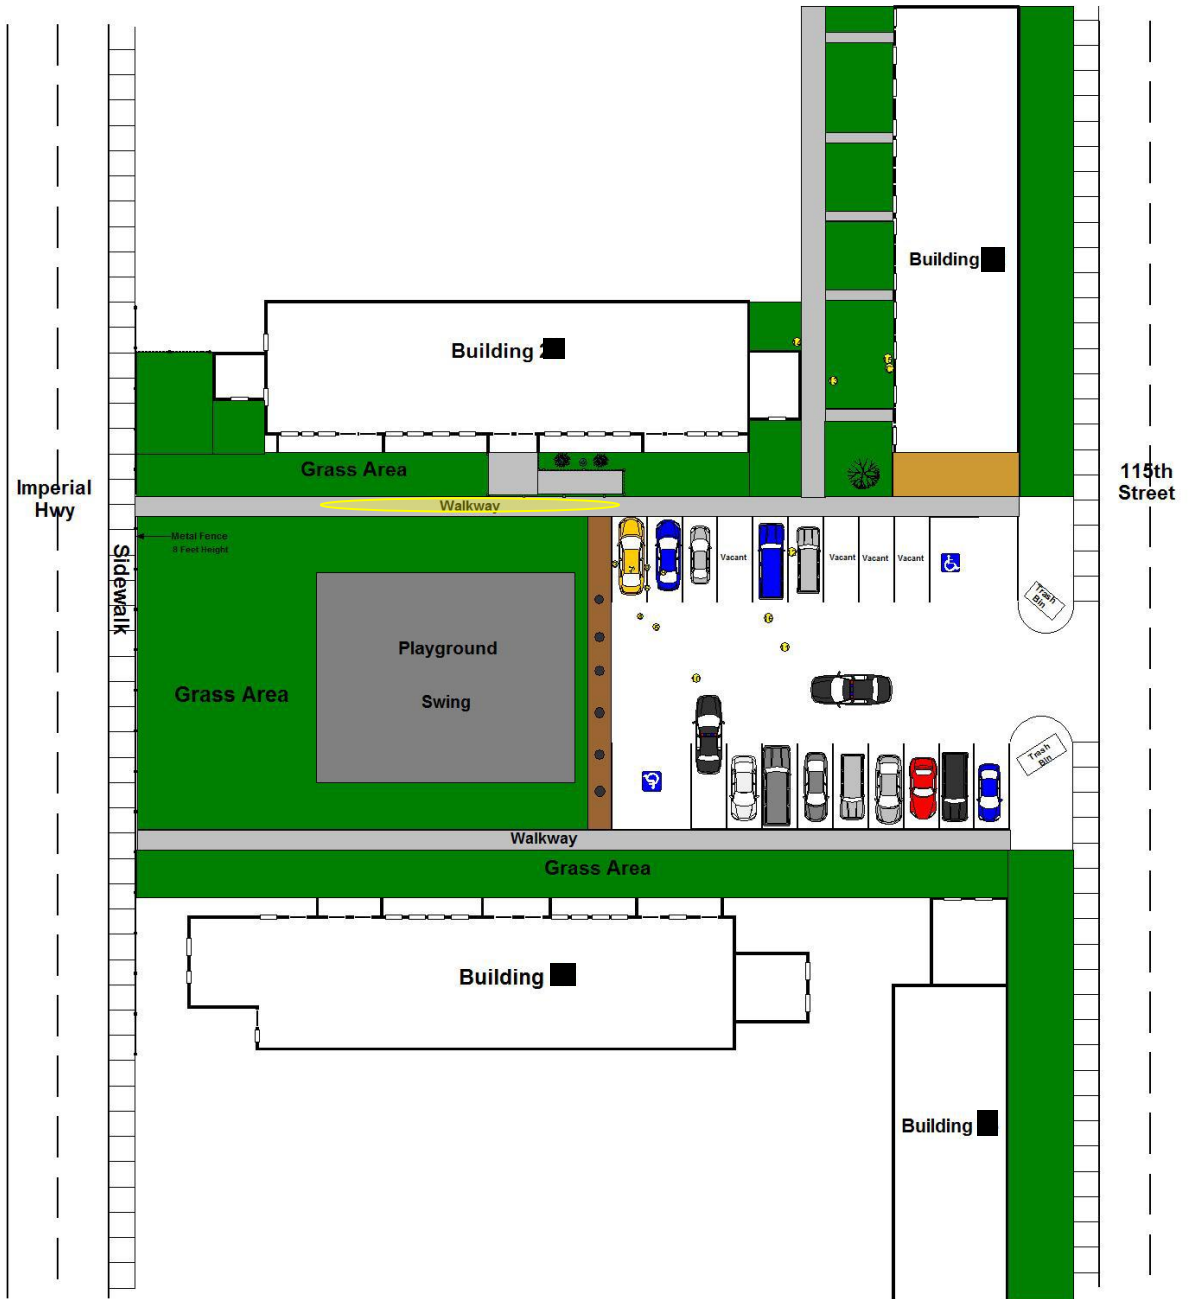 Building
Building
Grass Area
Imperial
Hwy
115th
Street
Walkway
Metal Fence
8 Feet Height
Sidewalk
Vacant
Vacant
Vacant
Vacant
Trash
Bin
Playground
Swing
Grass Area
Trash
Bin
Walkway
Grass Area
Building
Building